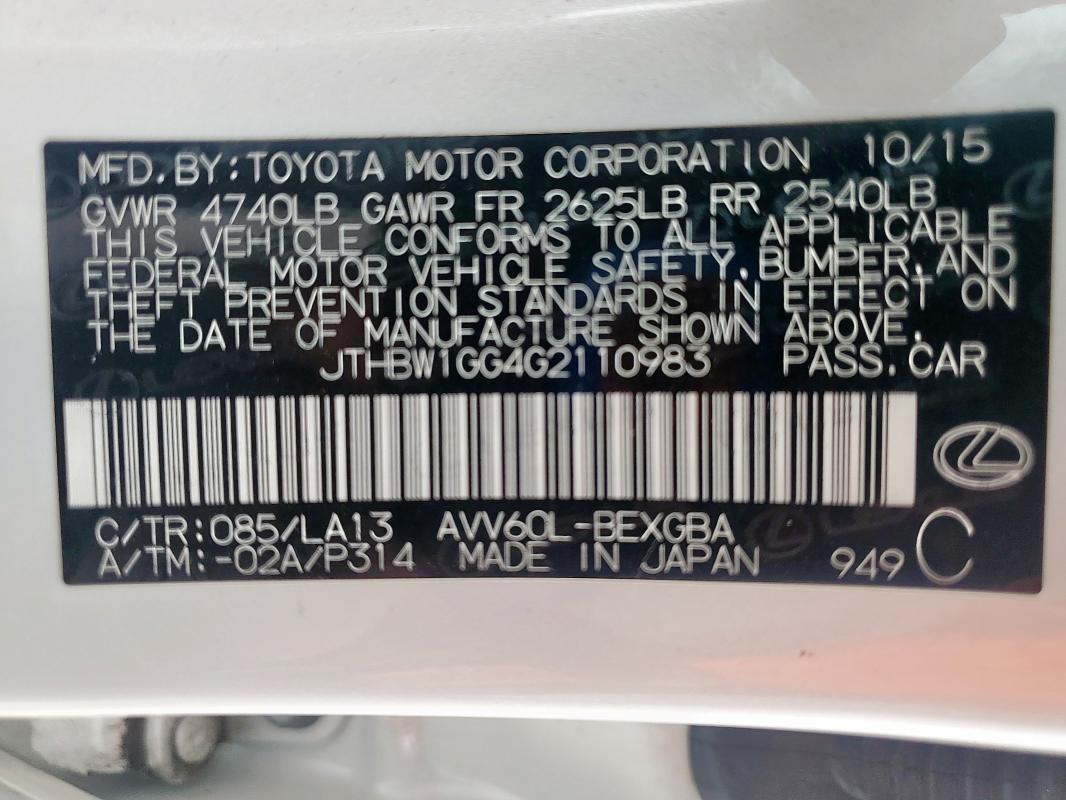 MFD. BY: TOYOTA MOTOR CORPORATION 10/15
GVWR 4740LB GAWR FR 2625LB RR 2540LB
THIS VEHICLE CONFORMS TO ALL APPLICABLE
FEDERAL MOTOR VEHICLE SAFETY, BUMPER, AND
THEFT PREVENTION STANDARDS IN EFFECT ON
THE DATE OF MANUFACTURE SHOWN ABOVE.
JTHBW1GG4G2110983 PASS. CAR
C/TR: 085/LA13 AVV60L-BEXGBA
A/TM: -02A/P314 MADE IN JAPAN 949 C